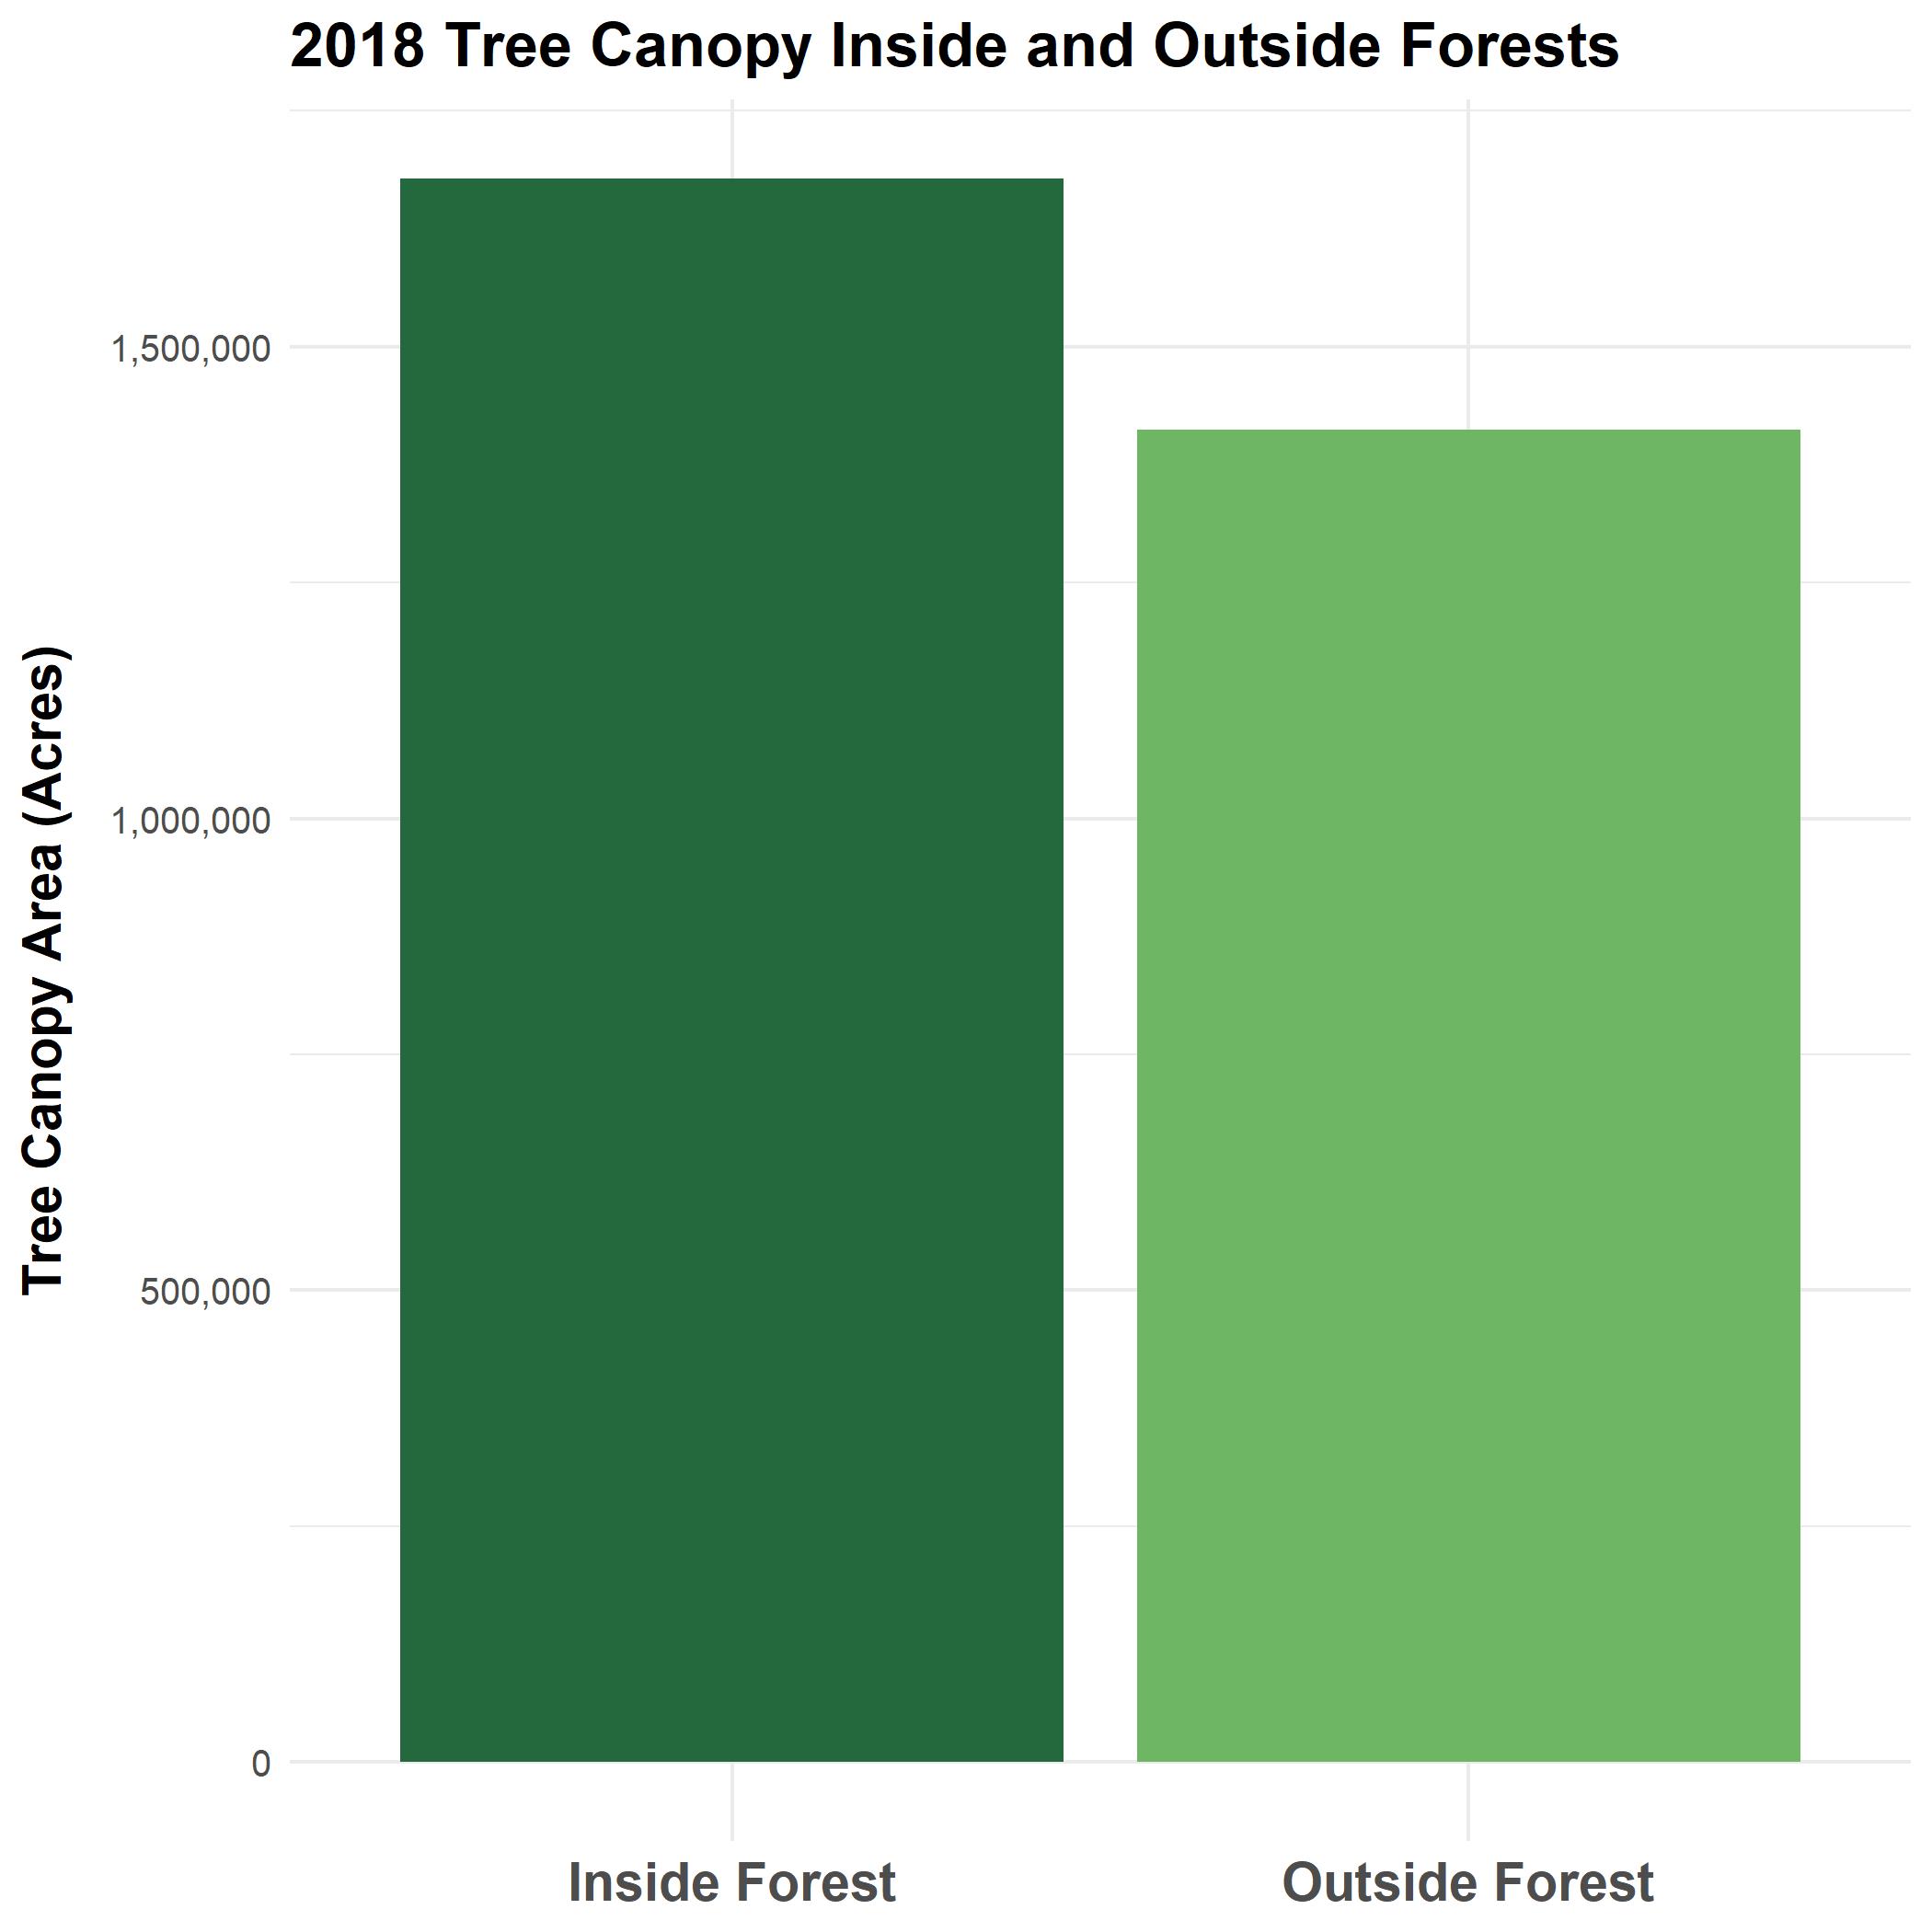 2018 Tree Canopy Inside and Outside Forests
Tree Canopy Area (Acres)
1,500,000
1,000,000
500,000
0
Inside Forest
Outside Forest